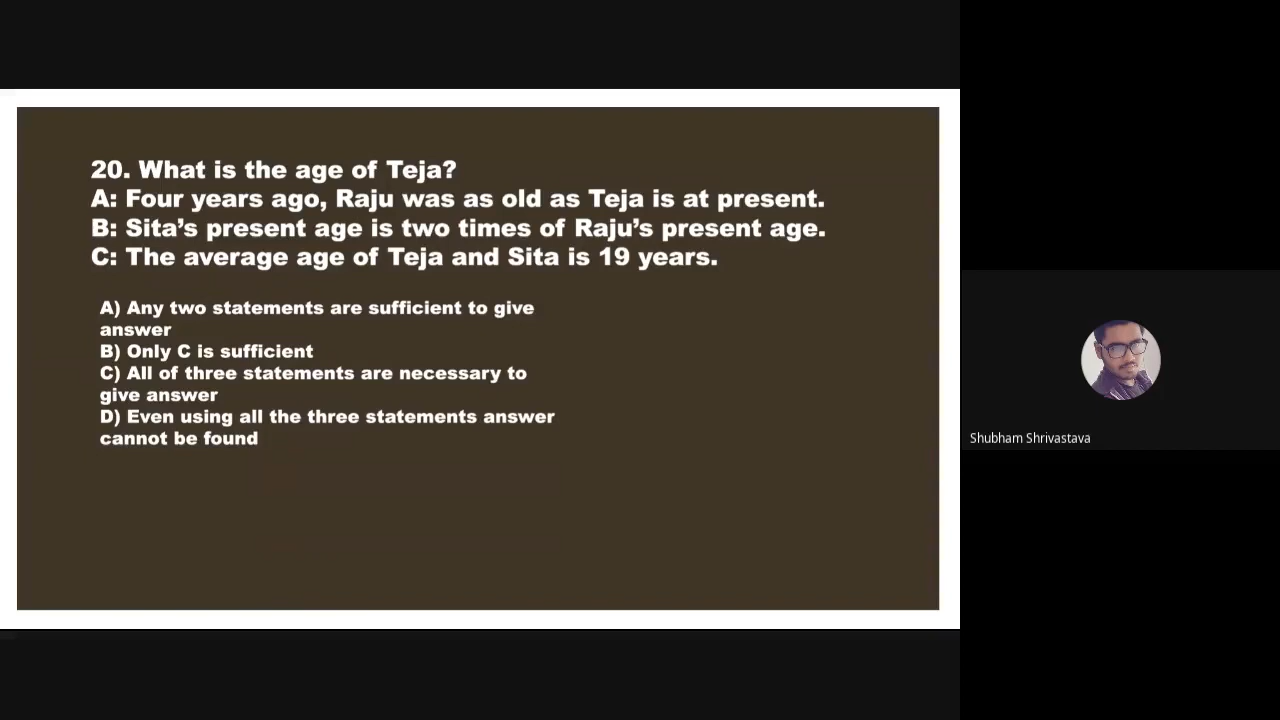 20. What is the age of Teja?
A: Four years ago, Raju was as old as Teja is at present.
B: Sita’s present age is two times of Raju’s present age.
C: The average age of Teja and Sita is 19 years.
A) Any two statements are sufficient to give
answer
B) Only C is sufficient
C) All of three statements are necessary to
give answer
D) Even using all the three statements answer
cannot be found
Shubham Shrivastava